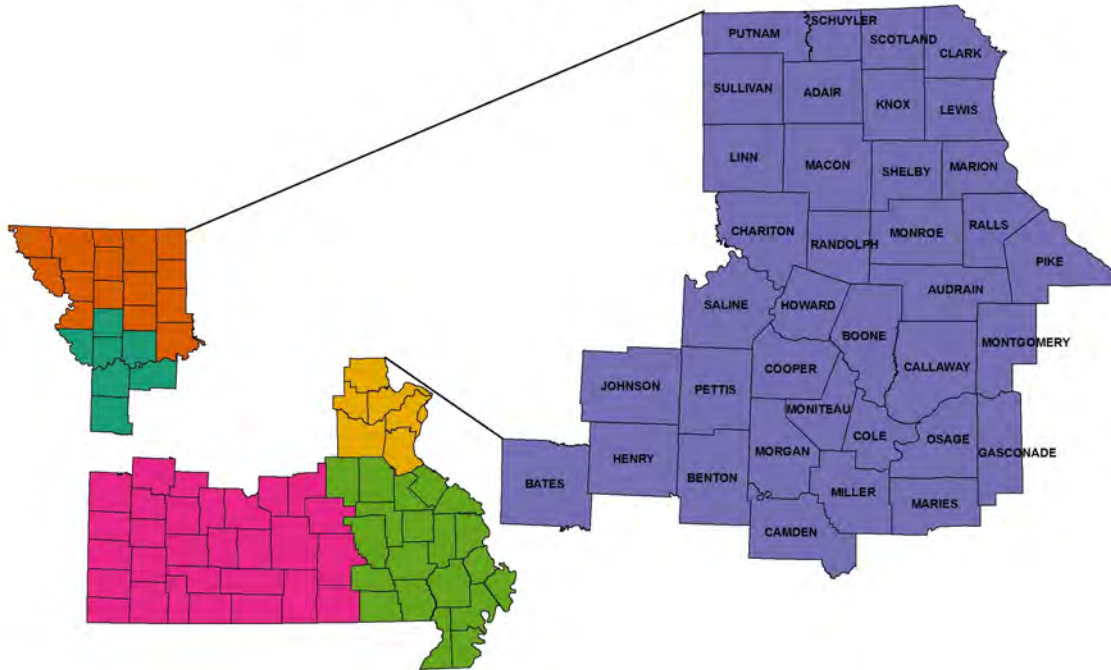 SCHUYLER
PUTNAM
SCOTLAND
CLARK
SULLIVAN
ADAIR
KNOX
LEWIS
LINN
MACON
SHELBY
MARION
CHARITON
RANDOLPH
MONROE
RALLS
PIKE
SALINE
HOWARD
AUDRAIN
BOONE
MONTGOMERY
CALLAWAY
COOPER
JOHNSON
PETTIS
MONITEAU
COLE
OSAGE
GASCONADE
HENRY
MORGAN
BENTON
BATES
MILLER
MARIES
CAMDEN